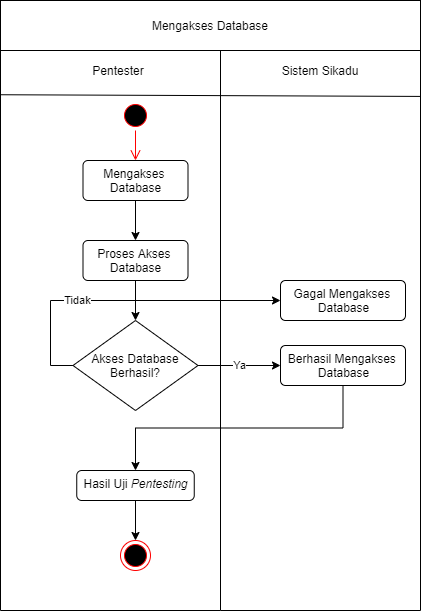 Mengakses Database
Pentester
Sistem Sikadu
Mengakses
Database
Proses Akses
Database
Tidak
Gagal Mengakses
Database
Akses Database
Berhasil?
Ya
Berhasil Mengakses
Database
Hasil Uji Pentesting